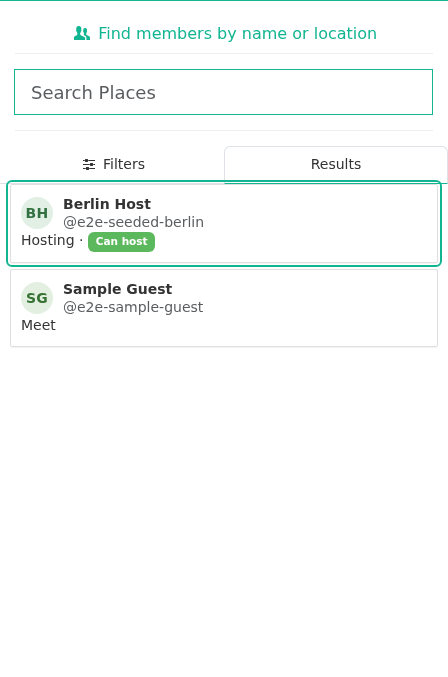 Find members by name or location
Search Places
Filters
Results
BH
Berlin Host
@e2e-seeded-berlin
Hosting · Can host
SG
Sample Guest
@e2e-sample-guest
Meet